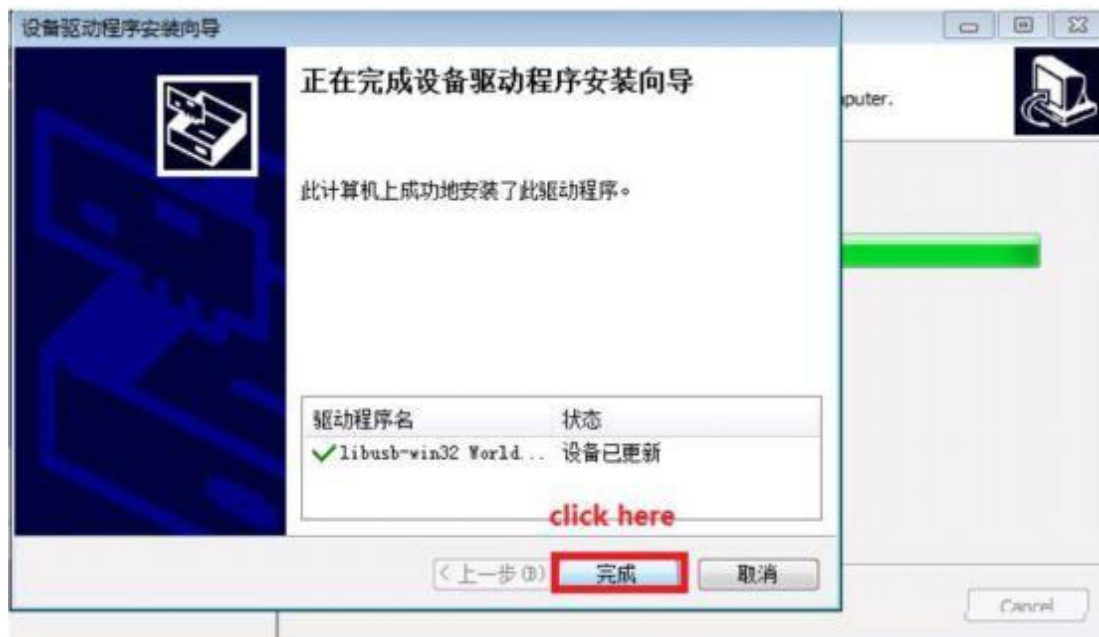 设备驱动程序安装向导
正在完成设备驱动程序安装向导
puter.
此计算机上成功地安装了此驱动程序。
驱动程序名 状态
libusb-win32 World... 设备已更新
click here
<上一步(B) 完成 取消
Cancel